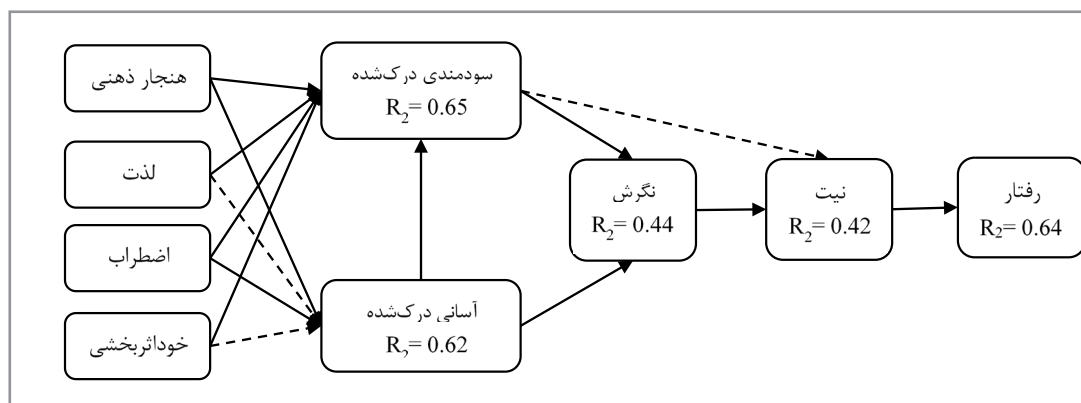 هنجار ذهنی
لذت
اضطراب
خوداثربخشی
سودمندی درک‌شده
R2= 0.65
آسانی درک‌شده
R2= 0.62
نگرش
R2= 0.44
نیت
R2= 0.42
رفتار
R2= 0.64